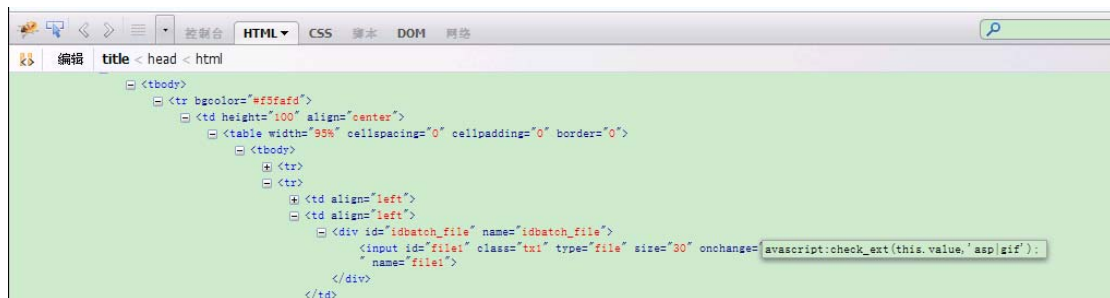 控制台 HTML CSS 脚本 DOM 网络
编辑 title < head < html
<tbody>
<tr bgcolor="#f5fafd">
<td height="100" align="center">
<table width="95%" cellspacing="0" cellpadding="0" border="0">
<tbody>
<tr>
<tr>
<td align="left">
<td align="left">
<div id="idbatch_file" name="idbatch_file">
<input id="file1" class="tx1" type="file" size="30" onchange="avascript:check_ext(this.value,'asp|gif');
" name="file1">
</div>
</td>